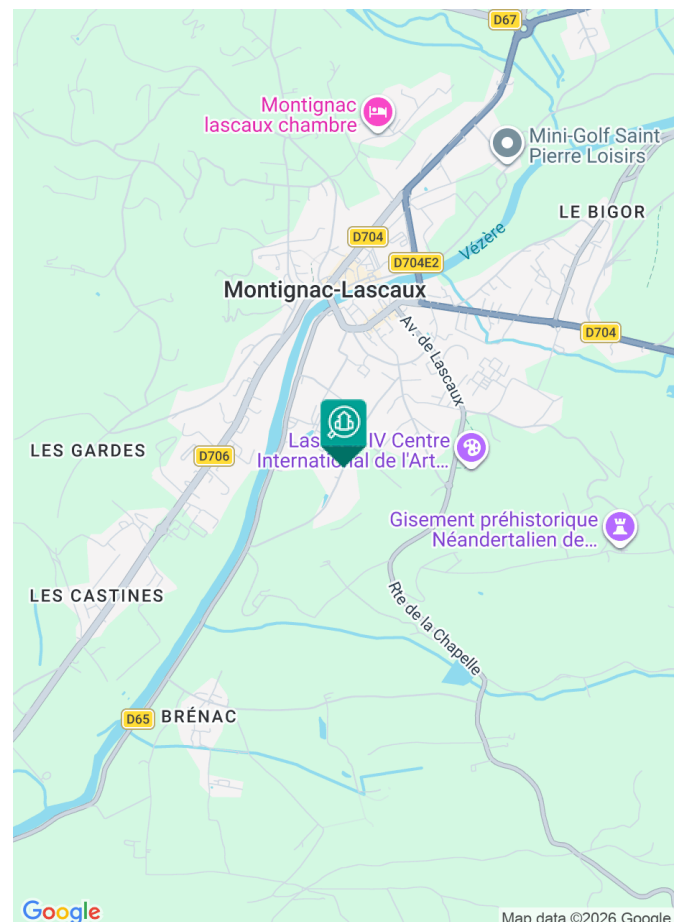 D67
Montignac
lascaux chambre
Mini-Golf Saint
Pierre Loisirs
LE BIGOR
D704
Vézère
D704E2
Montignac-Lascaux
Av. de Lascaux
D704
LES GARDES
D706
Las IV Centre
International de l'Art...
Gisement préhistorique
Néandertalien de...
LES CASTINES
Rte de la Chapelle
D65
BRÉNAC
Google
Map data ©2026 Google